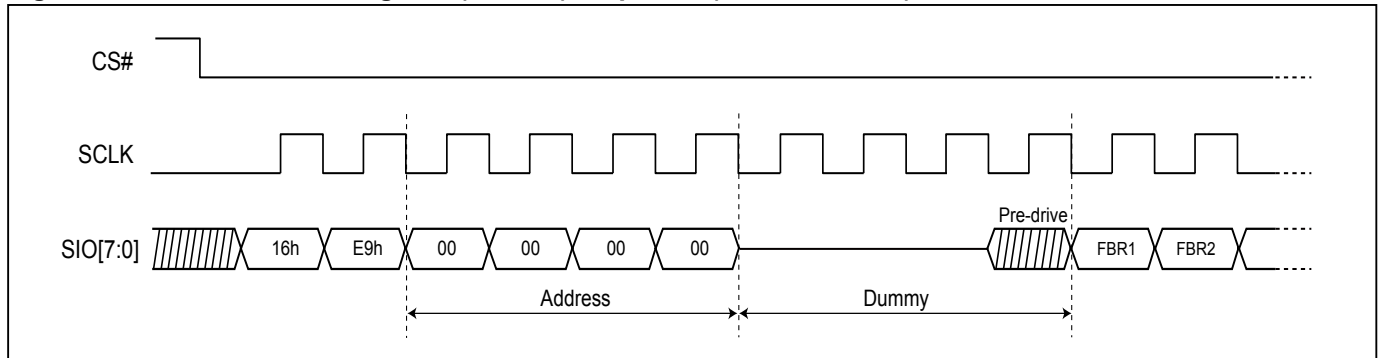 CS#
SCLK
Pre-drive
SIO[7:0] 16h E9h 00 00 00 00 FBR1 FBR2
Address Dummy